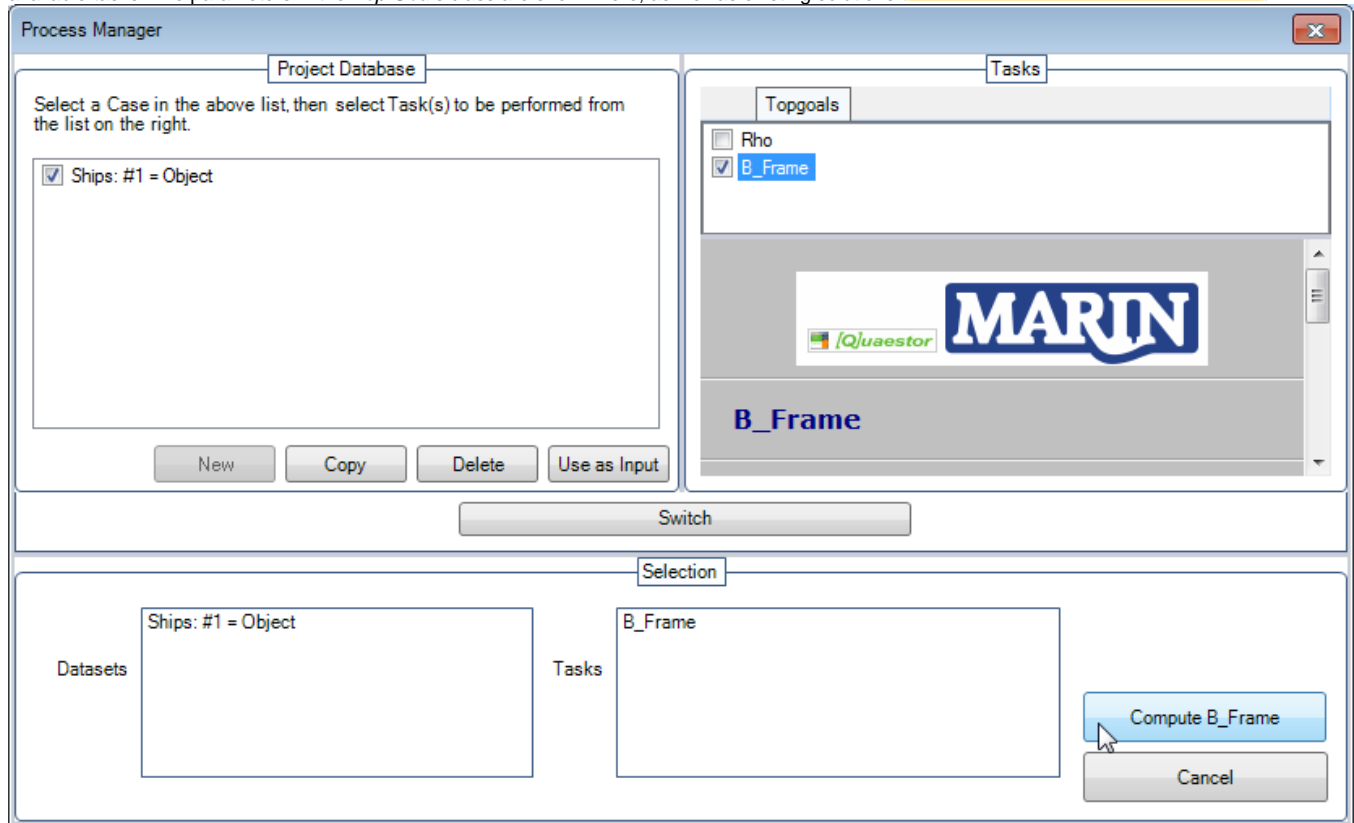 Process Manager
Project Database
Select a Case in the above list, then select Task(s) to be performed from
the list on the right.
Ships: #1 = Object
New
Copy
Delete
Use as Input
Tasks
Topgoals
Rho
B_Frame
[Q]uaestor
MARIN
B_Frame
Switch
Selection
Datasets
Ships: #1 = Object
Tasks
B_Frame
Compute B_Frame
Cancel